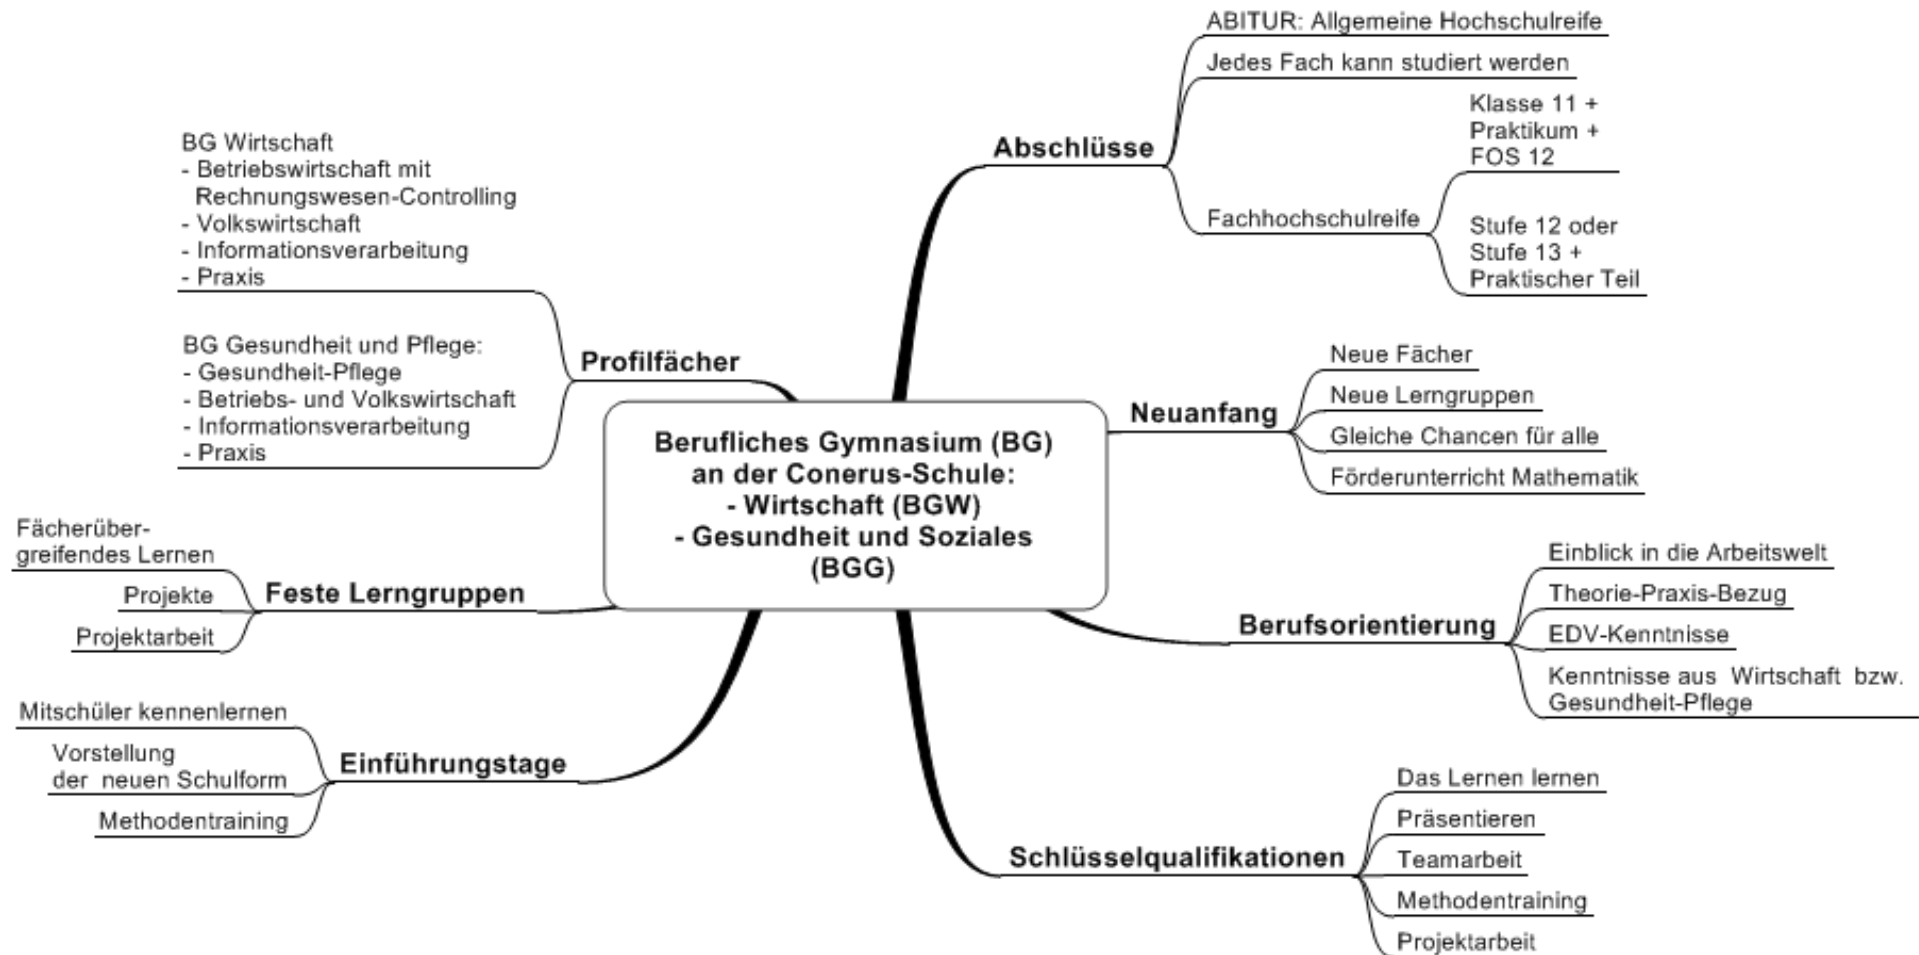 Berufliches Gymnasium (BG)
an der Conerus-Schule:
- Wirtschaft (BGW)
- Gesundheit und Soziales
(BGG)
Abschlüsse
ABITUR: Allgemeine Hochschulreife
Jedes Fach kann studiert werden
Fachhochschulreife
Klasse 11 +
Praktikum +
FOS 12
Stufe 12 oder
Stufe 13 +
Praktischer Teil
Neuanfang
Neue Fächer
Neue Lerngruppen
Gleiche Chancen für alle
Förderunterricht Mathematik
Berufsorientierung
Einblick in die Arbeitswelt
Theorie-Praxis-Bezug
EDV-Kenntnisse
Kenntnisse aus Wirtschaft bzw.
Gesundheit-Pflege
Schlüsselqualifikationen
Das Lernen lernen
Präsentieren
Teamarbeit
Methodentraining
Projektarbeit
Profilfächer
BG Wirtschaft
- Betriebswirtschaft mit
Rechnungswesen-Controlling
- Volkswirtschaft
- Informationsverarbeitung
- Praxis
BG Gesundheit und Pflege:
- Gesundheit-Pflege
- Betriebs- und Volkswirtschaft
- Informationsverarbeitung
- Praxis
Feste Lerngruppen
Fächerüber-
greifendes Lernen
Projekte
Projektarbeit
Einführungstage
Mitschüler kennenlernen
Vorstellung
der neuen Schulform
Methodentraining